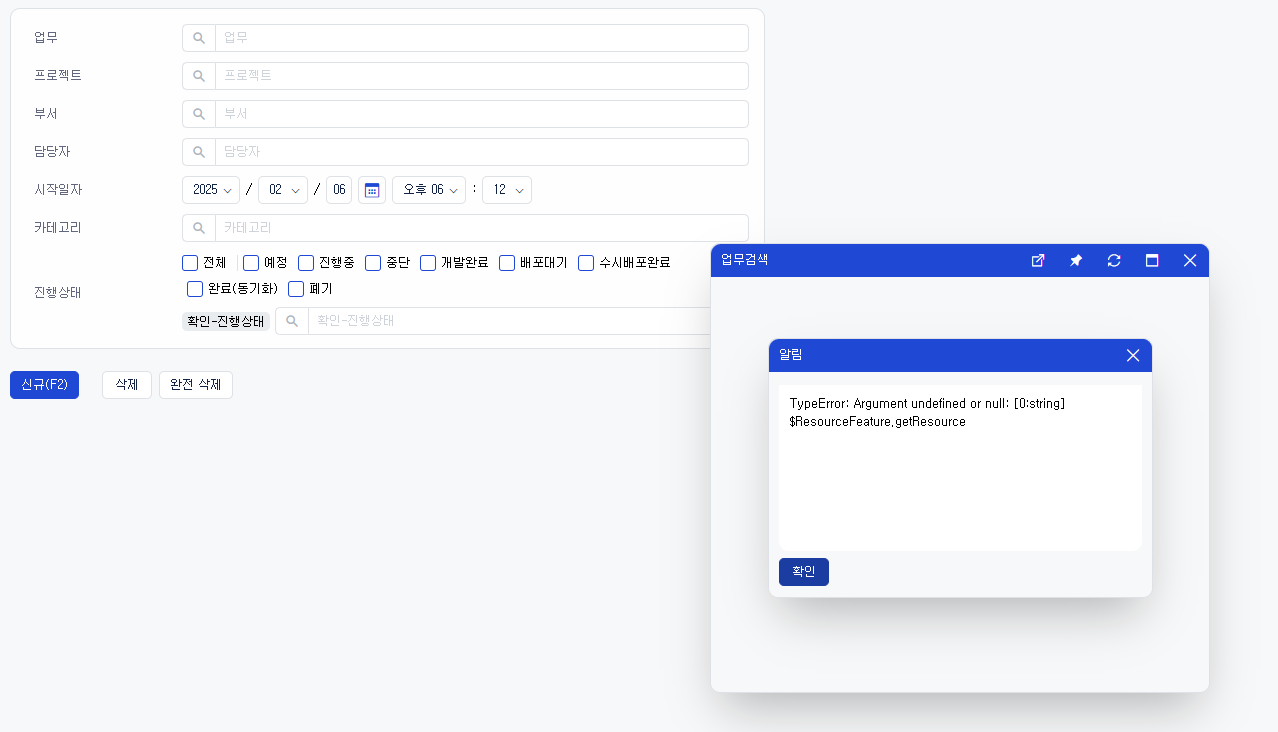 업무 업무
프로젝트 프로젝트
부서 부서
담당자 담당자
시작일자 2025 / 02 / 06 오후 06 : 12
카테고리 카테고리
진행상태
전체 예정 진행중 중단 개발완료 배포대기 수시배포완료
완료(동기화) 폐기
확인-진행상태 확인-진행상태
신규(F2) 삭제 완전 삭제
업무검색
알림
TypeError: Argument undefined or null: [0:string]
$ResourceFeature.getResource
확인